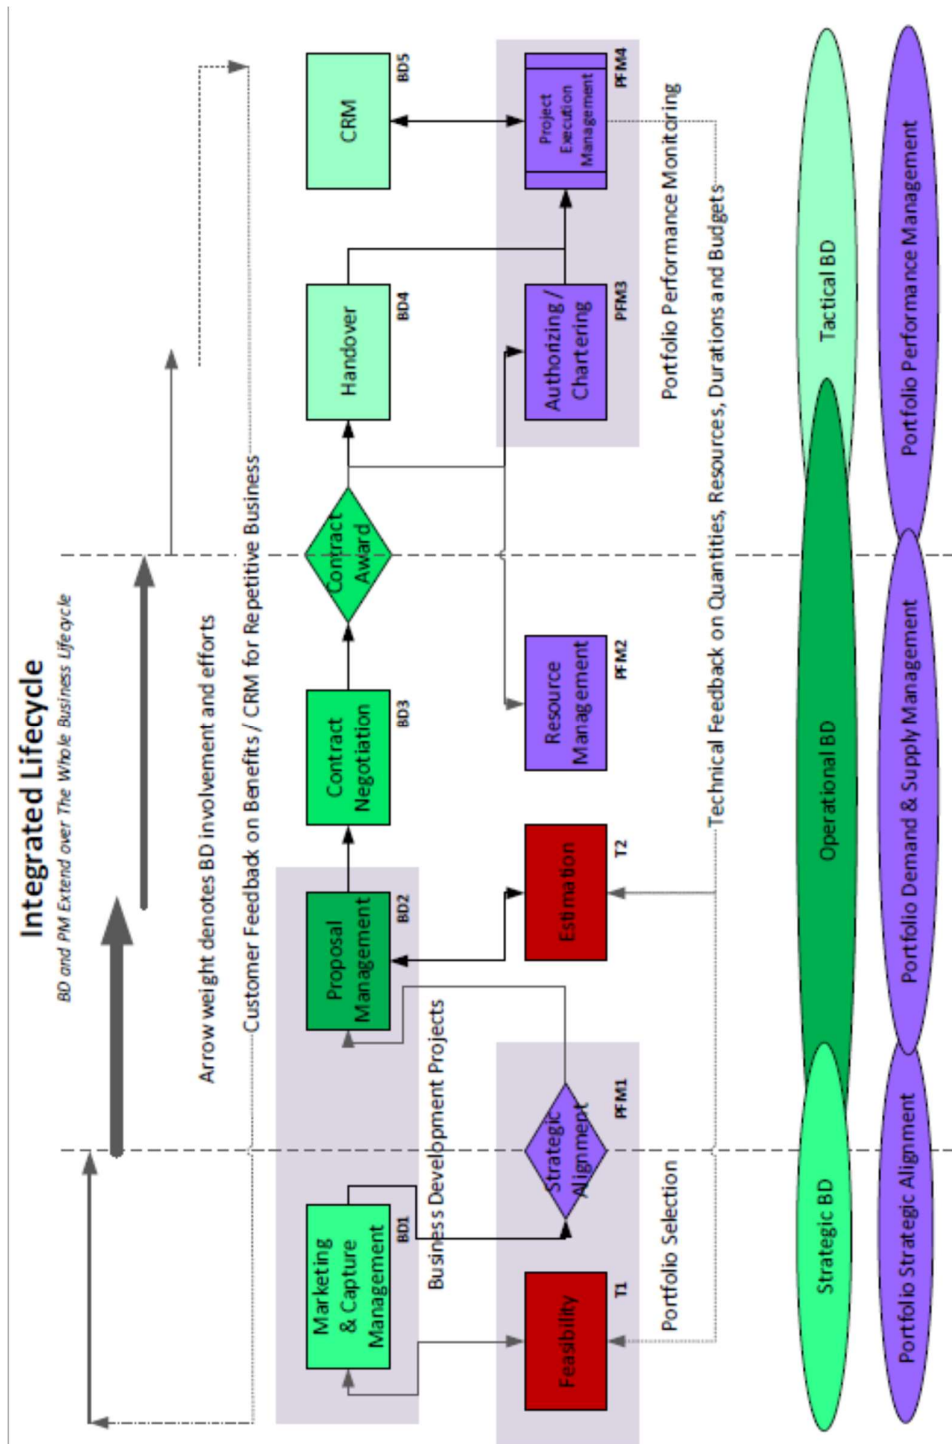 Integrated Lifecycle
BD and PM Extend over The Whole Business Lifecycle
Arrow weight denotes BD involvement and efforts
Customer Feedback on Benefits / CRM for Repetitive Business
Marketing
& Capture
Management
BD1
Proposal
Management
BD2
Contract
Negotiation
BD3
Contract
Award
Handover
BD4
CRM
BD5
Business Development Projects
Feasibility
T1
Strategic
Alignment
PFM1
Estimation
T2
Resource
Management
PFM2
Authorizing /
Chartering
PFM3
Project
Execution
Management
PFM4
Portfolio Selection
Portfolio Performance Monitoring
Technical Feedback on Quantities, Resources, Durations and Budgets
Strategic BD
Operational BD
Tactical BD
Portfolio Strategic Alignment
Portfolio Demand & Supply Management
Portfolio Performance Management